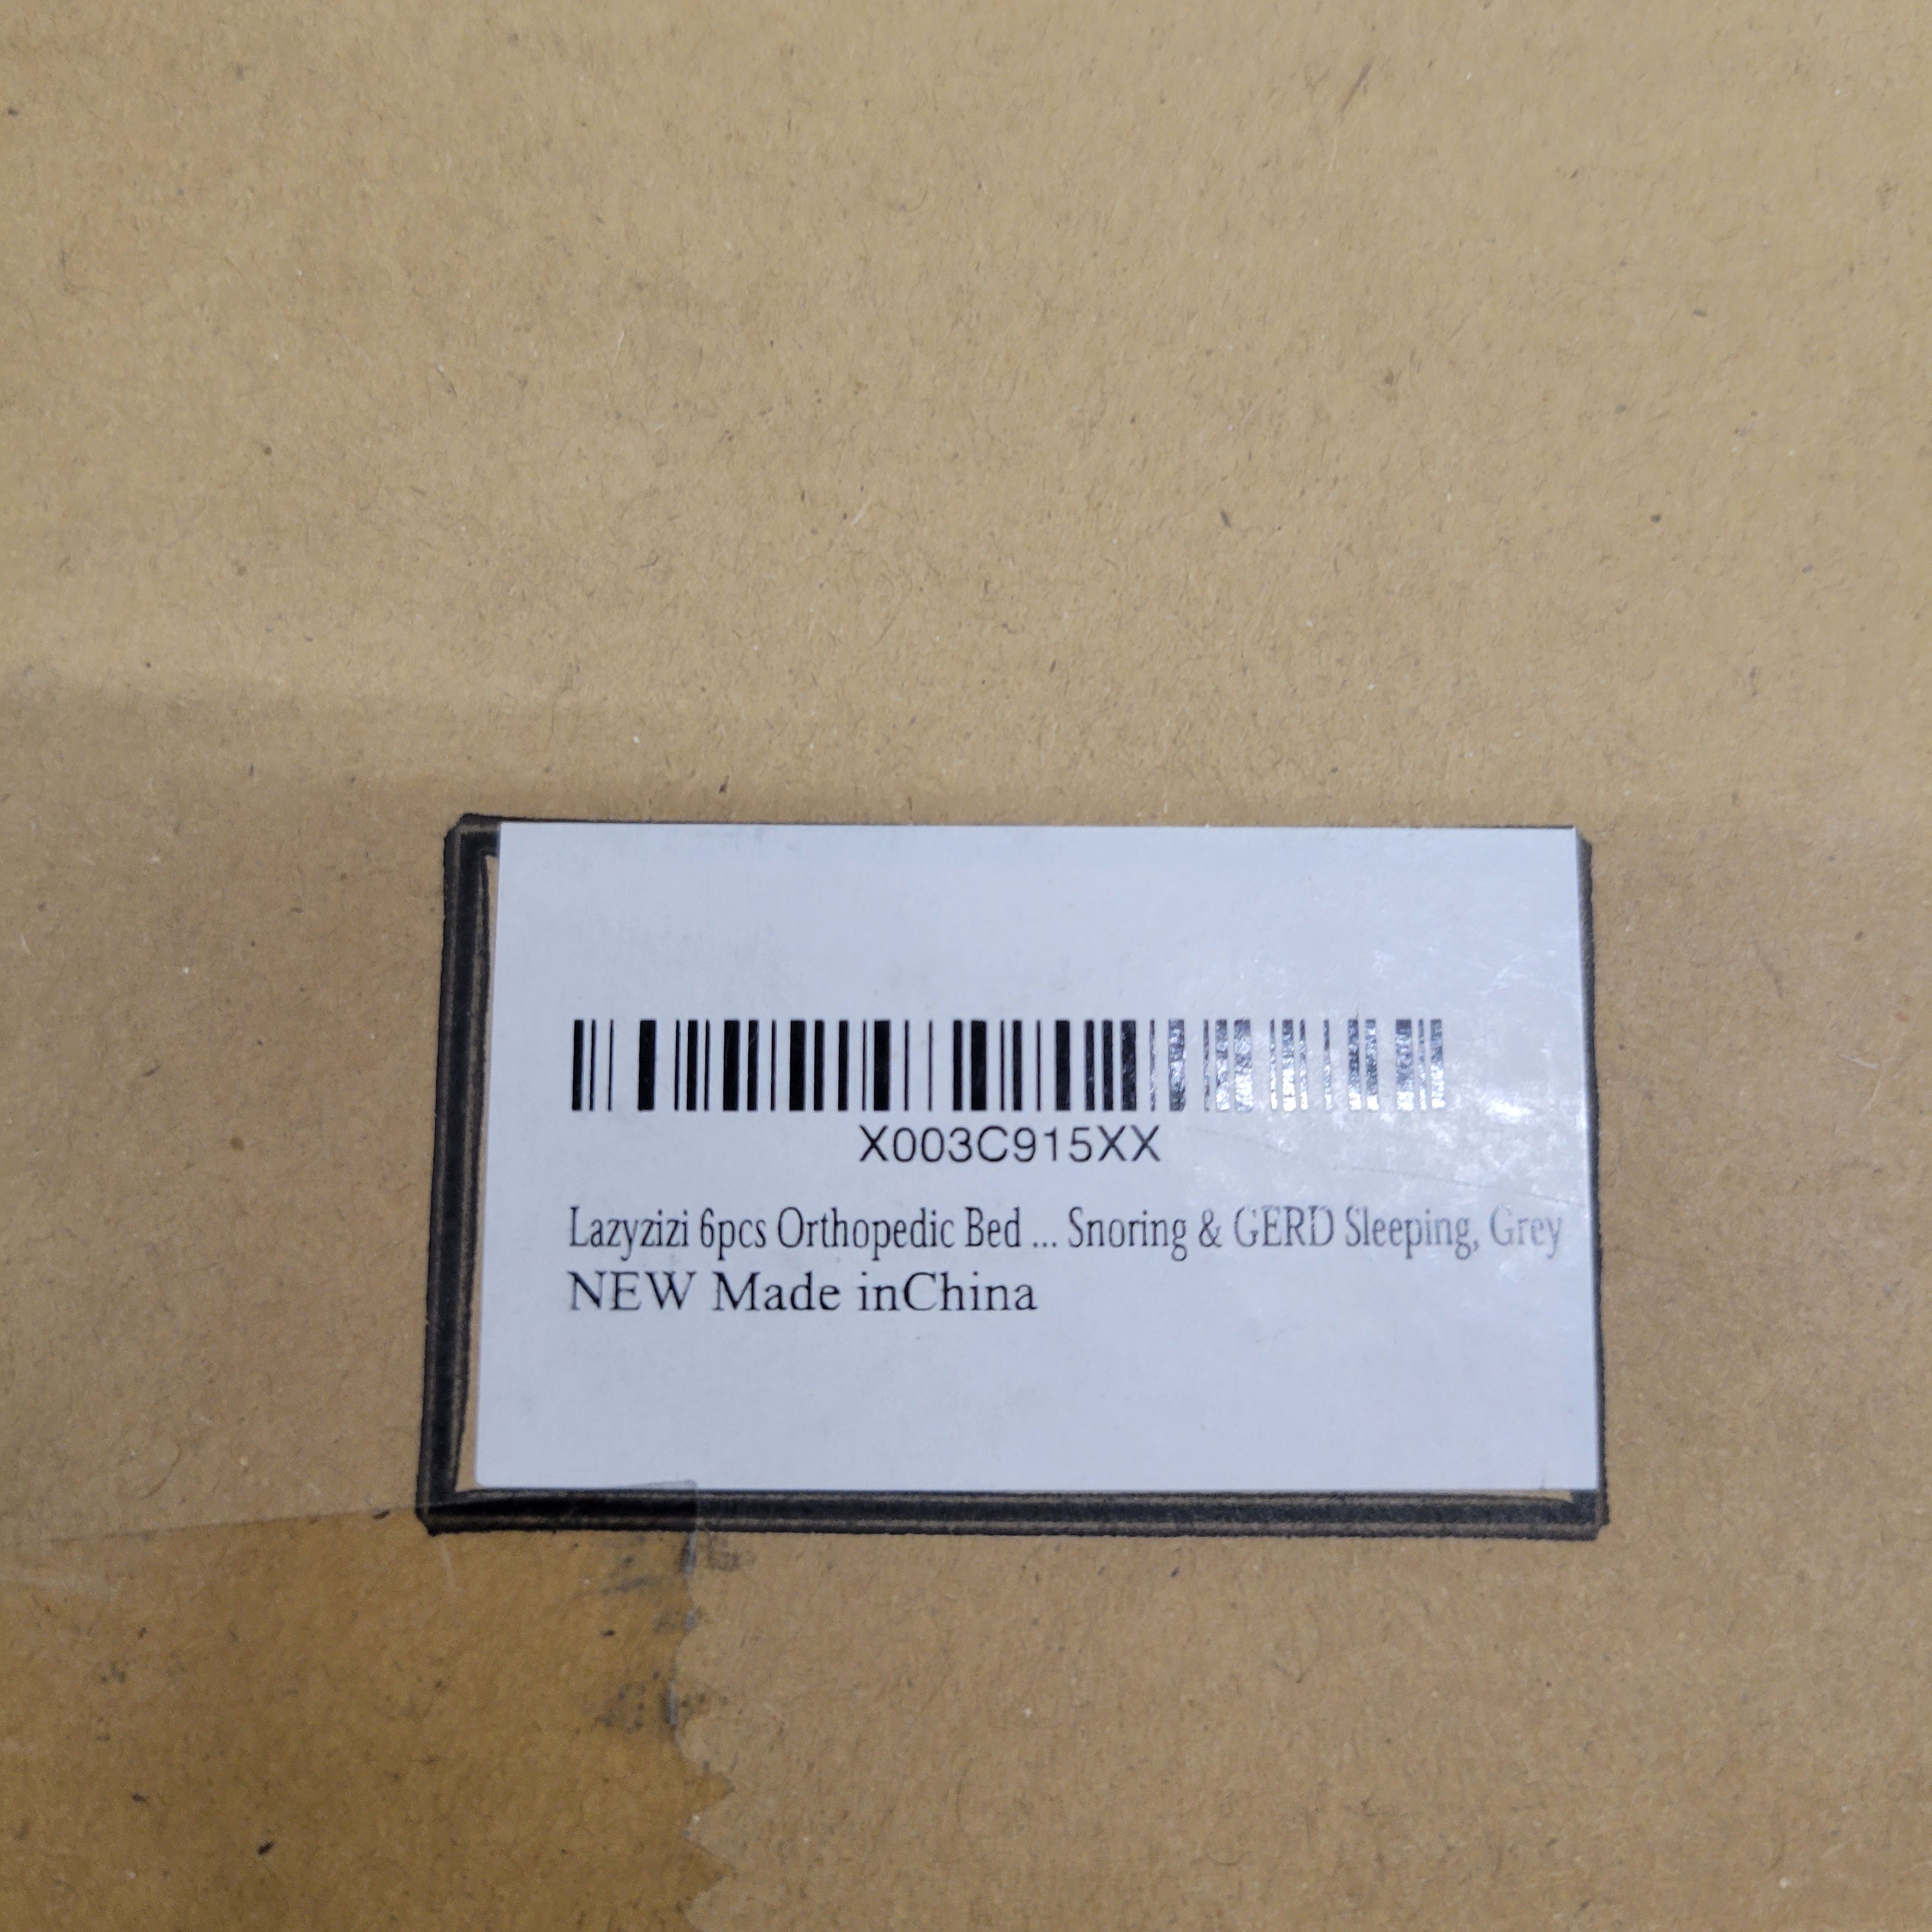 X003C915XX
Lazyzizi 6pcs Orthopedic Bed ... Snoring & GERD Sleeping, Grey
NEW Made inChina